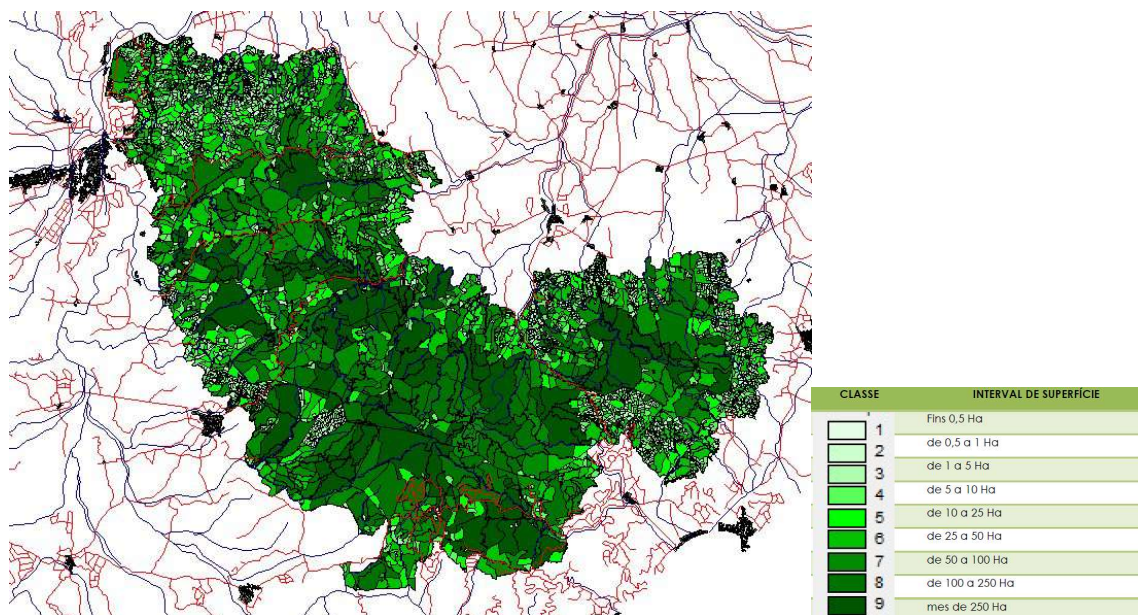 CLASSE INTERVAL DE SUPERFÍCIE
1 Fins 0,5 Ha
2 de 0,5 a 1 Ha
3 de 1 a 5 Ha
4 de 5 a 10 Ha
5 de 10 a 25 Ha
6 de 25 a 50 Ha
7 de 50 a 100 Ha
8 de 100 a 250 Ha
9 mes de 250 Ha